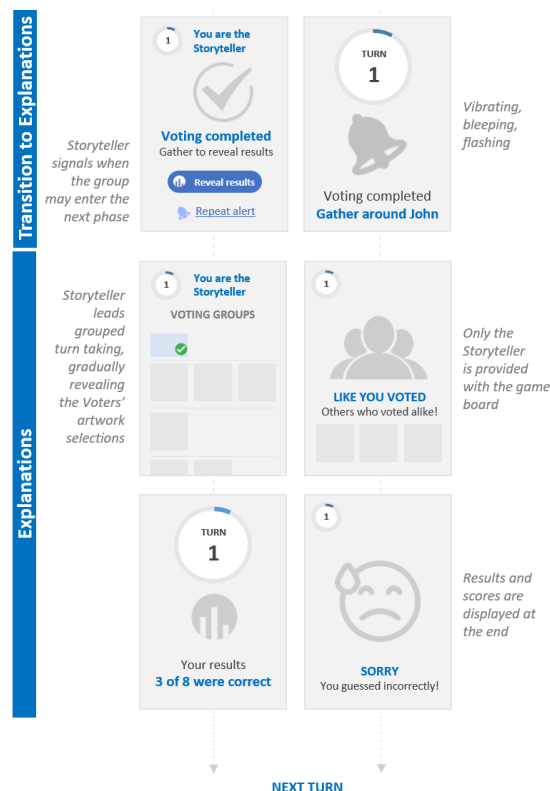 Transition to Explanations
Storyteller
signals when
the group
may enter the
next phase
1
You are the
Storyteller
Voting completed
Gather to reveal results
Reveal results
Repeat alert
TURN
1
Voting completed
Gather around John
Vibrating,
bleeping,
flashing
Explanations
Storyteller
leads
grouped
turn taking,
gradually
revealing
the Voters'
artwork
selections
1
You are the
Storyteller
VOTING GROUPS
1
LIKE YOU VOTED
Others who voted alike!
Only the
Storyteller
is provided
with the game
board
TURN
1
Your results
3 of 8 were correct
1
SORRY
You guessed incorrectly!
Results and
scores are
displayed at
the end
NEXT TURN